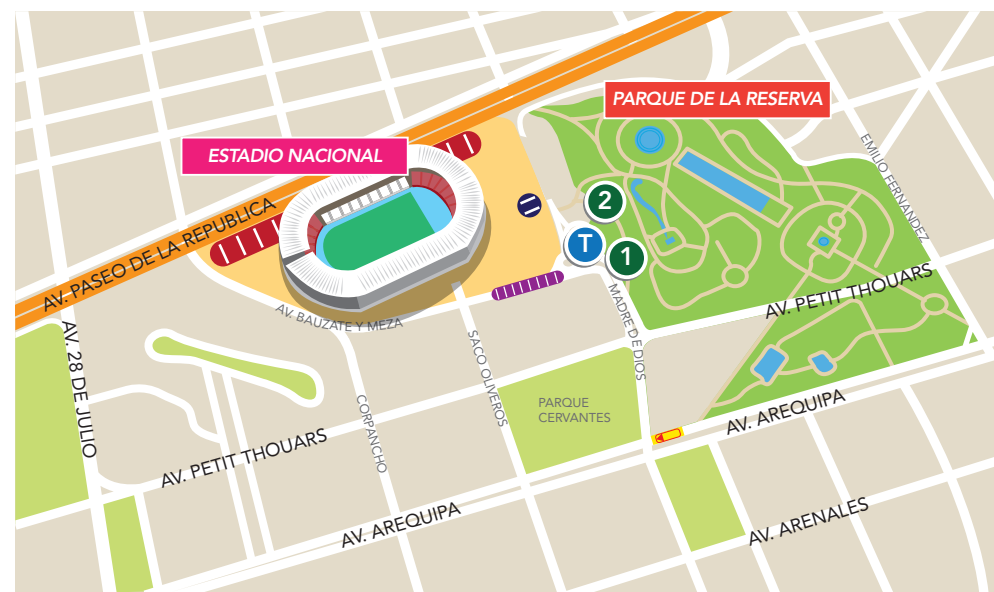 PARQUE DE LA RESERVA
ESTADIO NACIONAL
EMILIO FERNANDEZ
2
T
1
AV. PASEO DE LA REPUBLICA
MADRE DE DIOS
AV. PETIT THOUARS
AV. BAUZATE Y MEZA
AV. 28 DE JULIO
SACO OLIVEROS
CORPANCHO
PARQUE
CERVANTES
AV. AREQUIPA
AV. PETIT THOUARS
AV. AREQUIPA
AV. ARENALES